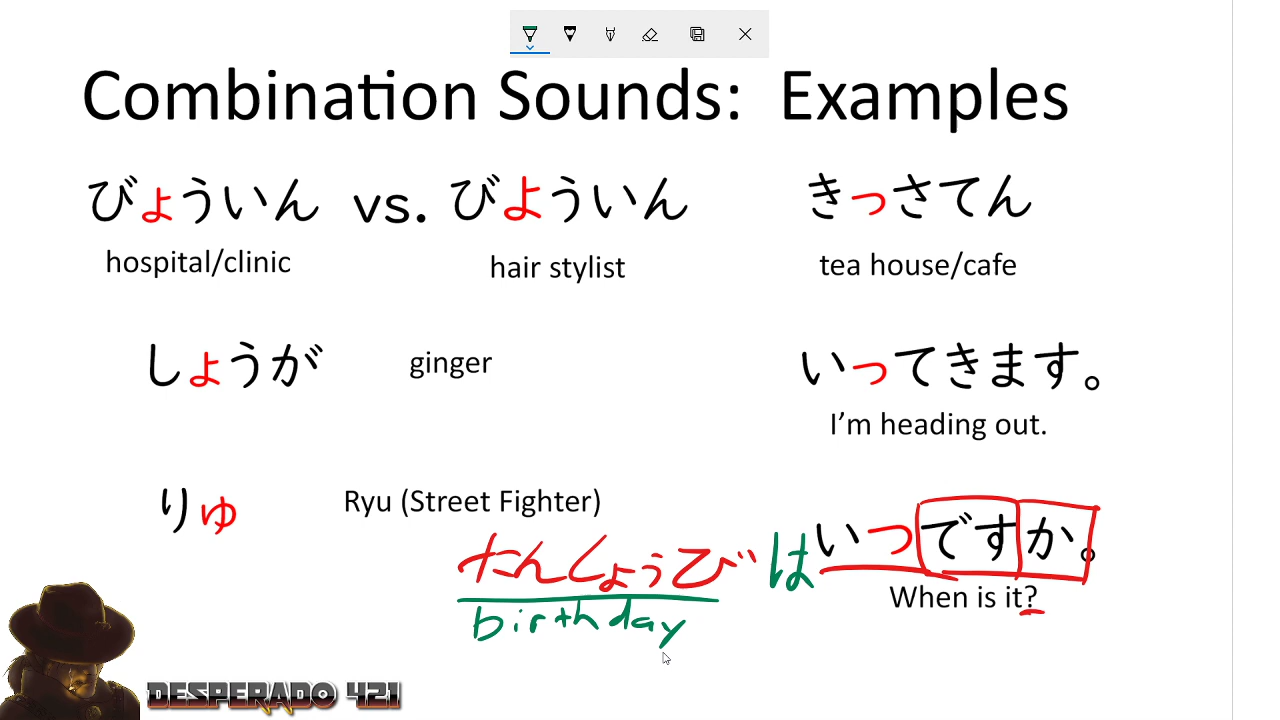 Combination Sounds: Examples
びょういん vs. びよういん きっさてん
hospital/clinic hair stylist tea house/cafe
しょうが ginger いってきます。
I'm heading out.
りゅ Ryu (Street Fighter)
たんしょうびは いつですか。
birthday When is it?
DESPERADO 421